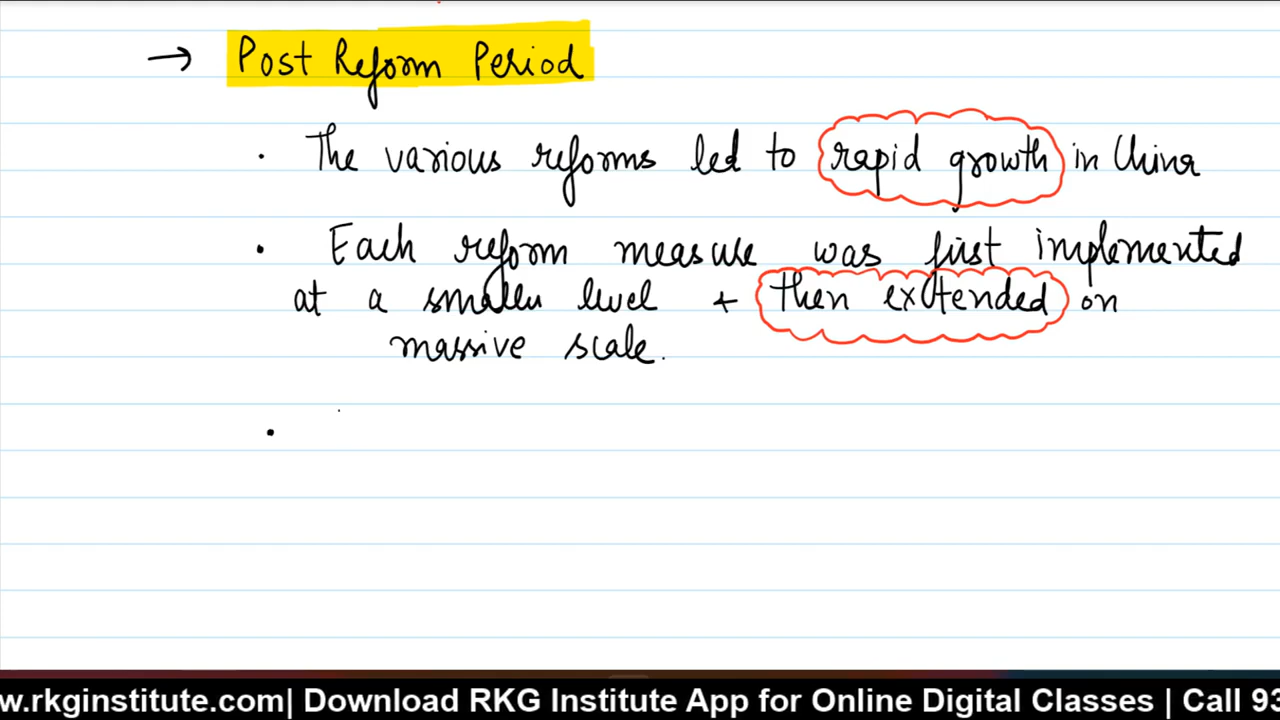 → Post Reform Period
• The various reforms led to rapid growth in China
• Each reform measure was first implemented
at a smaller level + then extended on
massive scale.
•
w.rkginstitute.com| Download RKG Institute App for Online Digital Classes | Call 93